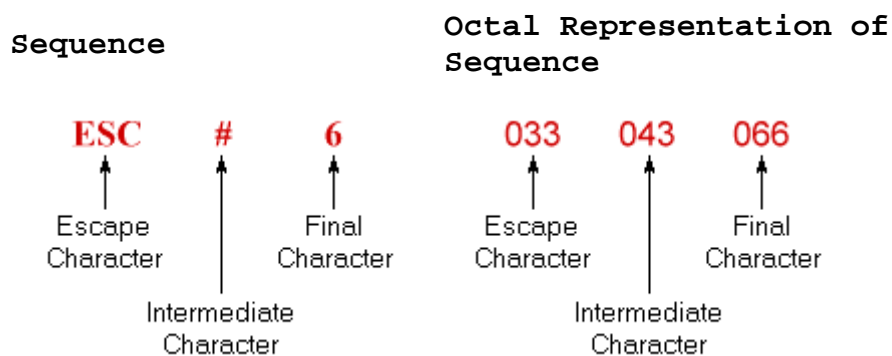 Sequence
Octal Representation of
Sequence
ESC # 6
033 043 066
Escape
Character
Final
Character
Escape
Character
Final
Character
Intermediate
Character
Intermediate
Character